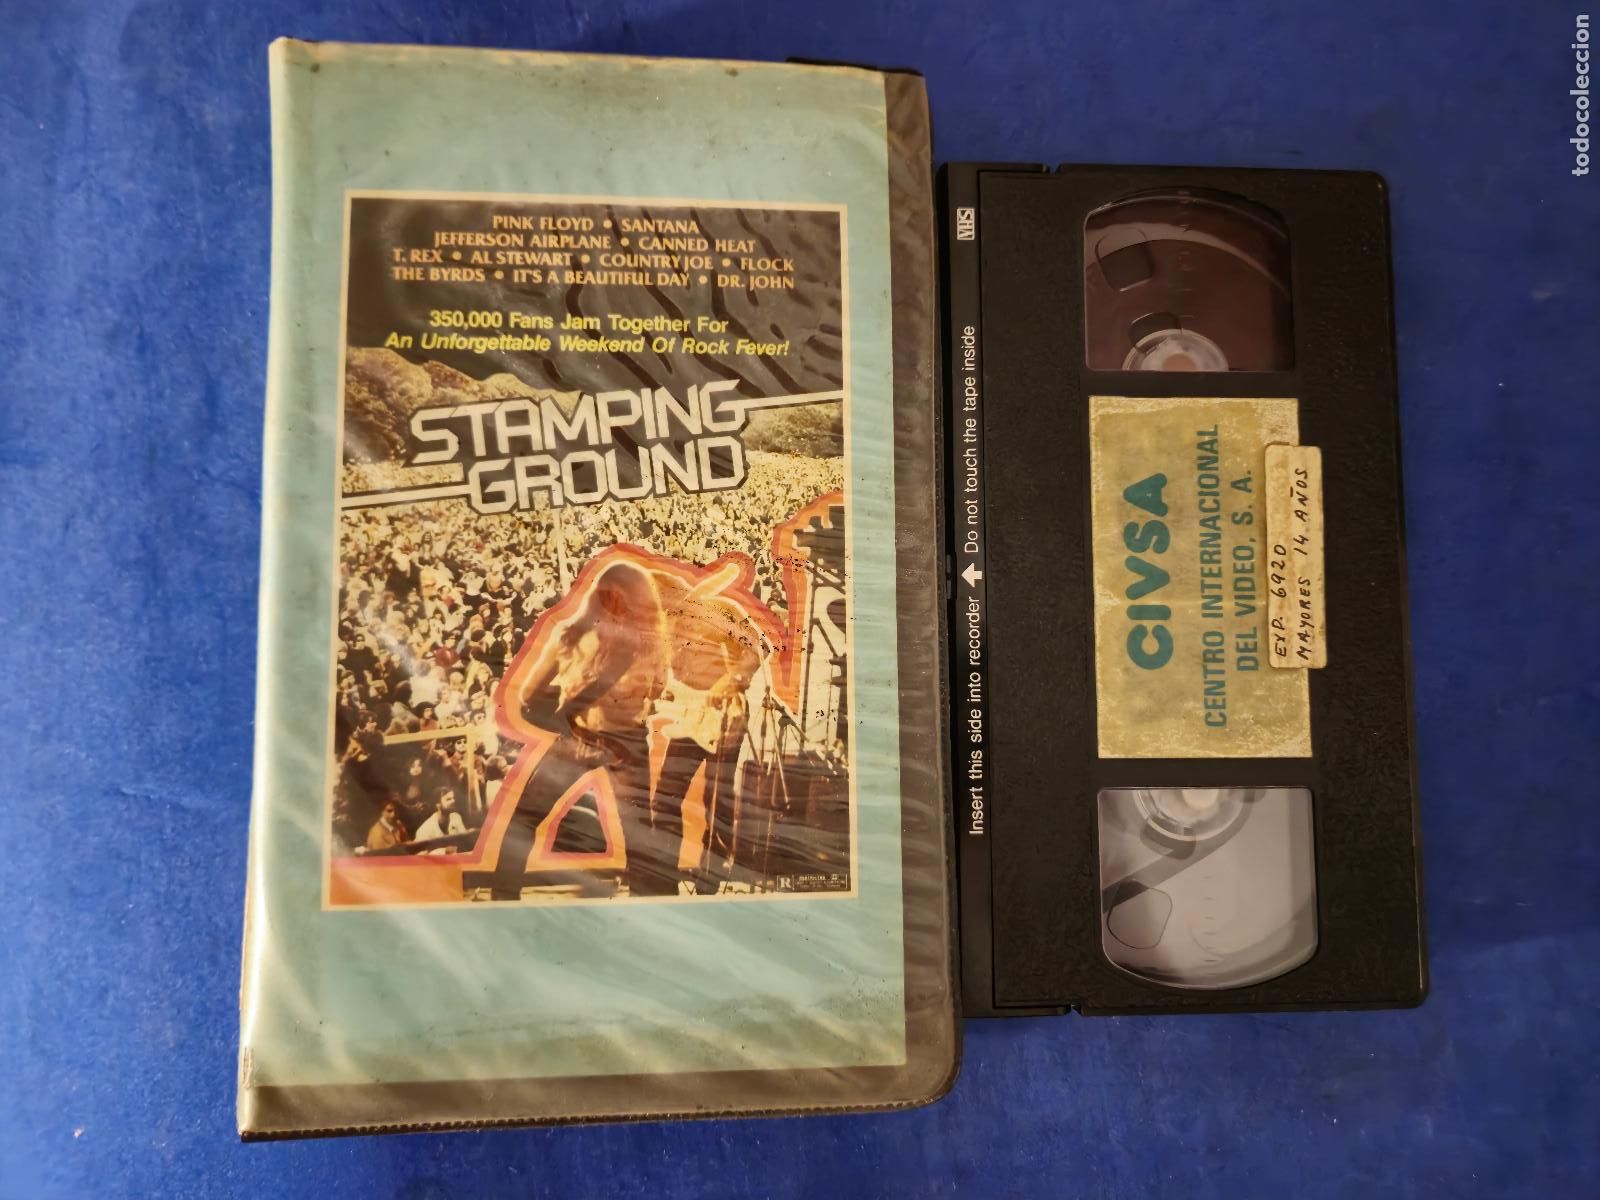 PINK FLOYD • SANTANA
JEFFERSON AIRPLANE • CANNED HEAT
T. REX • AL STEWART • COUNTRY JOE • FLOCK
THE BYRDS • IT'S A BEAUTIFUL DAY • DR. JOHN
350,000 Fans Jam Together For
An Unforgettable Weekend Of Rock Fever!
STAMPING
GROUND
R RESTRICTED
VHS
Insert this side into recorder Do not touch the tape inside
CIVSA
CENTRO INTERNACIONAL
DEL VIDEO, S. A.
EXP. 6920
MAYORES 14 AÑOS
todocoleccion